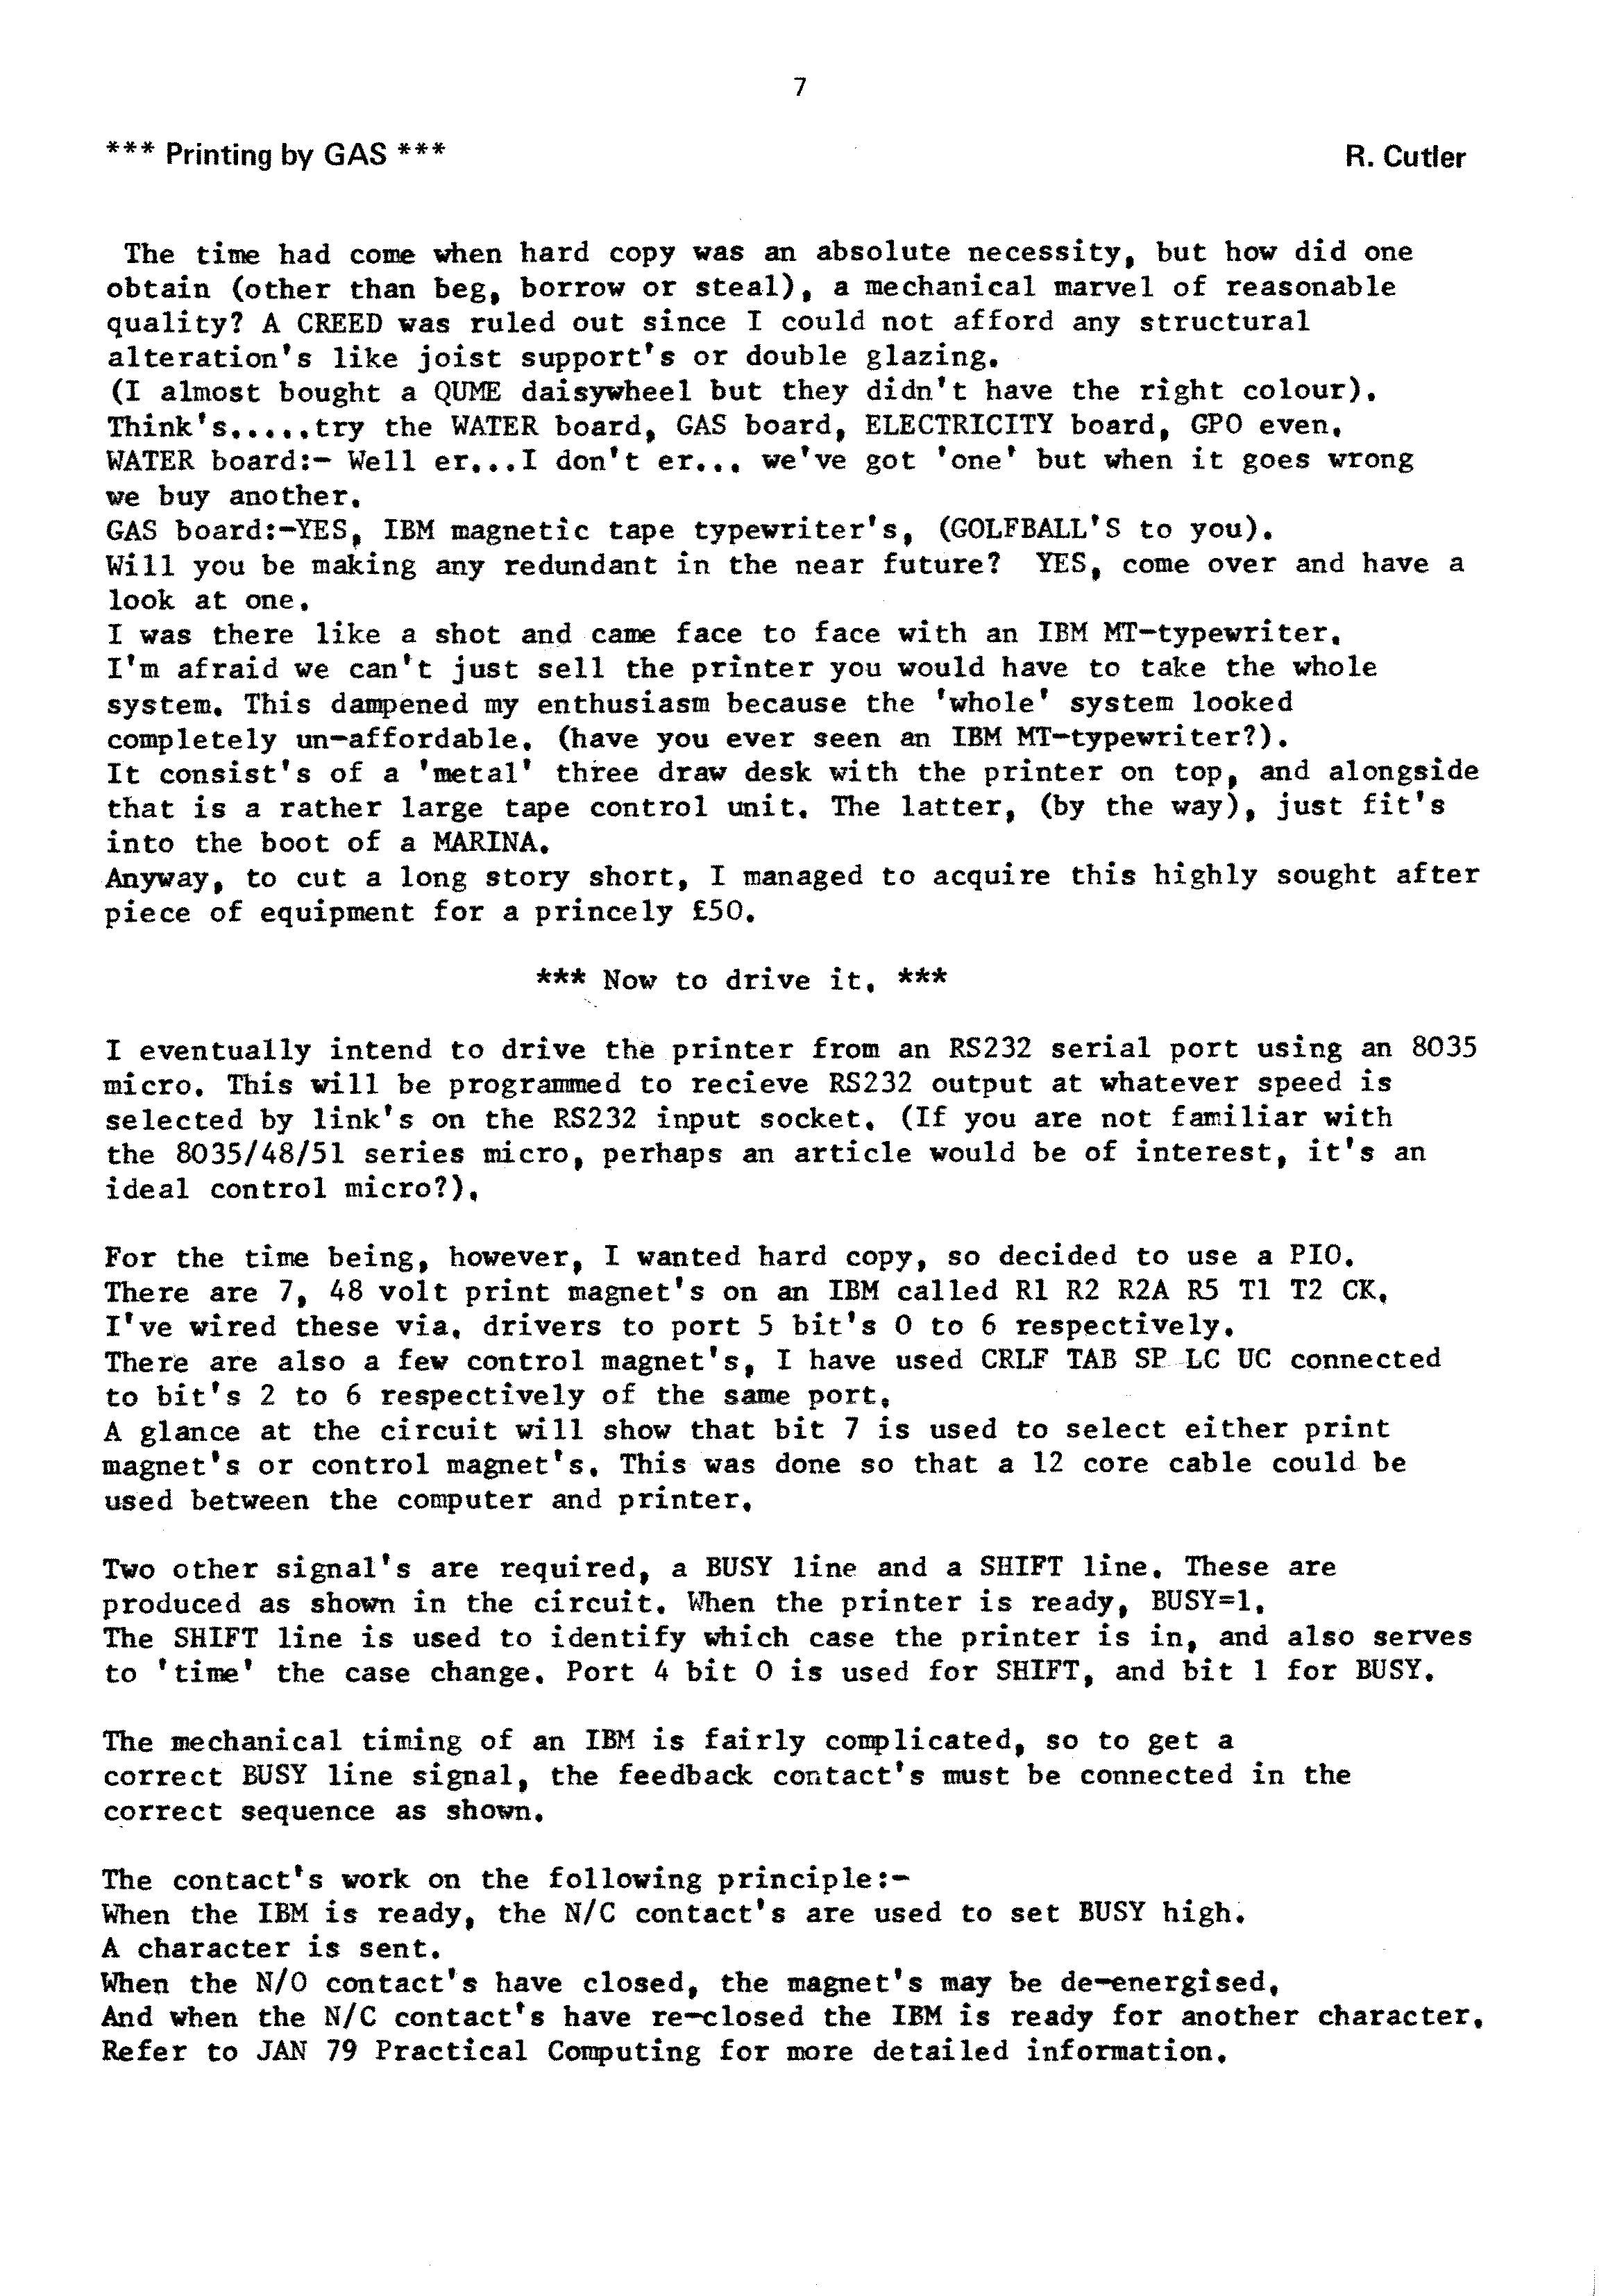 7
*** Printing by GAS *** R. Cutler
The time had come when hard copy was an absolute necessity, but how did one
obtain (other than beg, borrow or steal), a mechanical marvel of reasonable
quality? A CREED was ruled out since I could not afford any structural
alteration's like joist support's or double glazing.
(I almost bought a QUME daisywheel but they didn't have the right colour).
Think's.....try the WATER board, GAS board, ELECTRICITY board, GPO even.
WATER board:- Well er...I don't er... we've got 'one' but when it goes wrong
we buy another.
GAS board:-YES, IBM magnetic tape typewriter's, (GOLFBALL'S to you).
Will you be making any redundant in the near future?  YES, come over and have a
look at one.
I was there like a shot and came face to face with an IBM MT-typewriter.
I'm afraid we can't just sell the printer you would have to take the whole
system. This dampened my enthusiasm because the 'whole' system looked
completely un-affordable. (have you ever seen an IBM MT-typewriter?).
It consist's of a 'metal' three draw desk with the printer on top, and alongside
that is a rather large tape control unit. The latter, (by the way), just fit's
into the boot of a MARINA.
Anyway, to cut a long story short, I managed to acquire this highly sought after
piece of equipment for a princely £50.
*** Now to drive it. ***
I eventually intend to drive the printer from an RS232 serial port using an 8035
micro. This will be programmed to recieve RS232 output at whatever speed is
selected by link's on the RS232 input socket. (If you are not familiar with
the 8035/48/51 series micro, perhaps an article would be of interest, it's an
ideal control micro?).
For the time being, however, I wanted hard copy, so decided to use a PIO.
There are 7, 48 volt print magnet's on an IBM called R1 R2 R2A R5 T1 T2 CK.
I've wired these via. drivers to port 5 bit's 0 to 6 respectively.
There are also a few control magnet's, I have used CRLF TAB SP LC UC connected
to bit's 2 to 6 respectively of the same port.
A glance at the circuit will show that bit 7 is used to select either print
magnet's or control magnet's. This was done so that a 12 core cable could be
used between the computer and printer.
Two other signal's are required, a BUSY line and a SHIFT line. These are
produced as shown in the circuit. When the printer is ready, BUSY=1.
The SHIFT line is used to identify which case the printer is in, and also serves
to 'time' the case change. Port 4 bit 0 is used for SHIFT, and bit 1 for BUSY.
The mechanical timing of an IBM is fairly complicated, so to get a
correct BUSY line signal, the feedback contact's must be connected in the
correct sequence as shown.
The contact's work on the following principle:-
When the IBM is ready, the N/C contact's are used to set BUSY high.
A character is sent.
When the N/O contact's have closed, the magnet's may be de-energised.
And when the N/C contact's have re-closed the IBM is ready for another character.
Refer to JAN 79 Practical Computing for more detailed information.